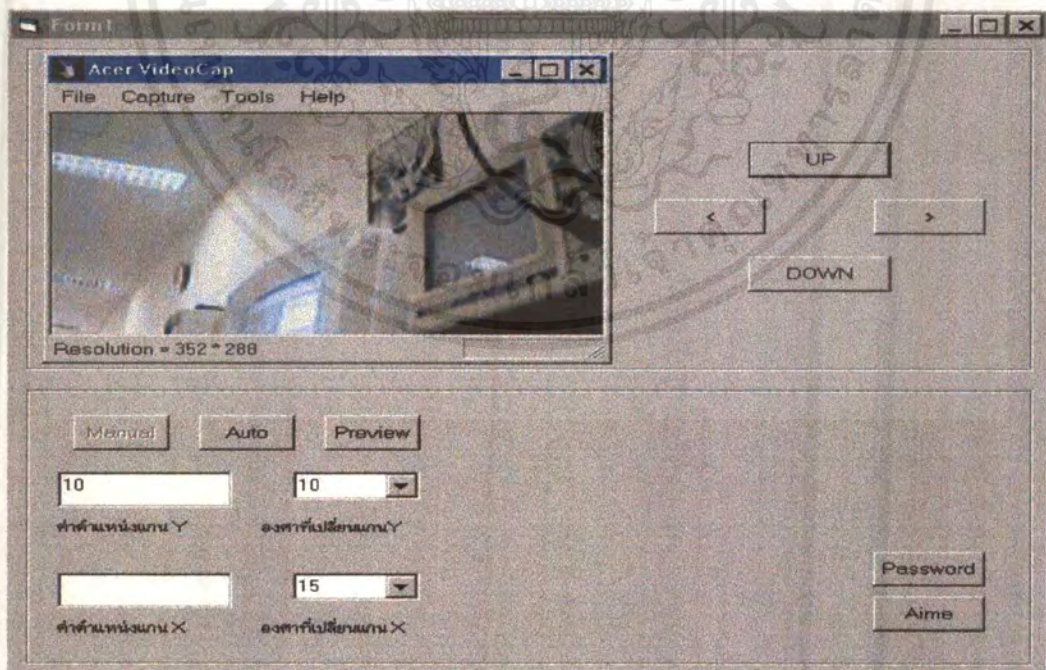 Form1
Acer VideoCap
File Capture Tools Help
Resolution = 352 * 288
UP
< >
DOWN
Manual Auto Preview
10 10
ค่าตำแหน่งแกน Y องศาที่เปลี่ยนแกน Y
15
ค่าตำแหน่งแกน X องศาที่เปลี่ยนแกน X
Password
Aime